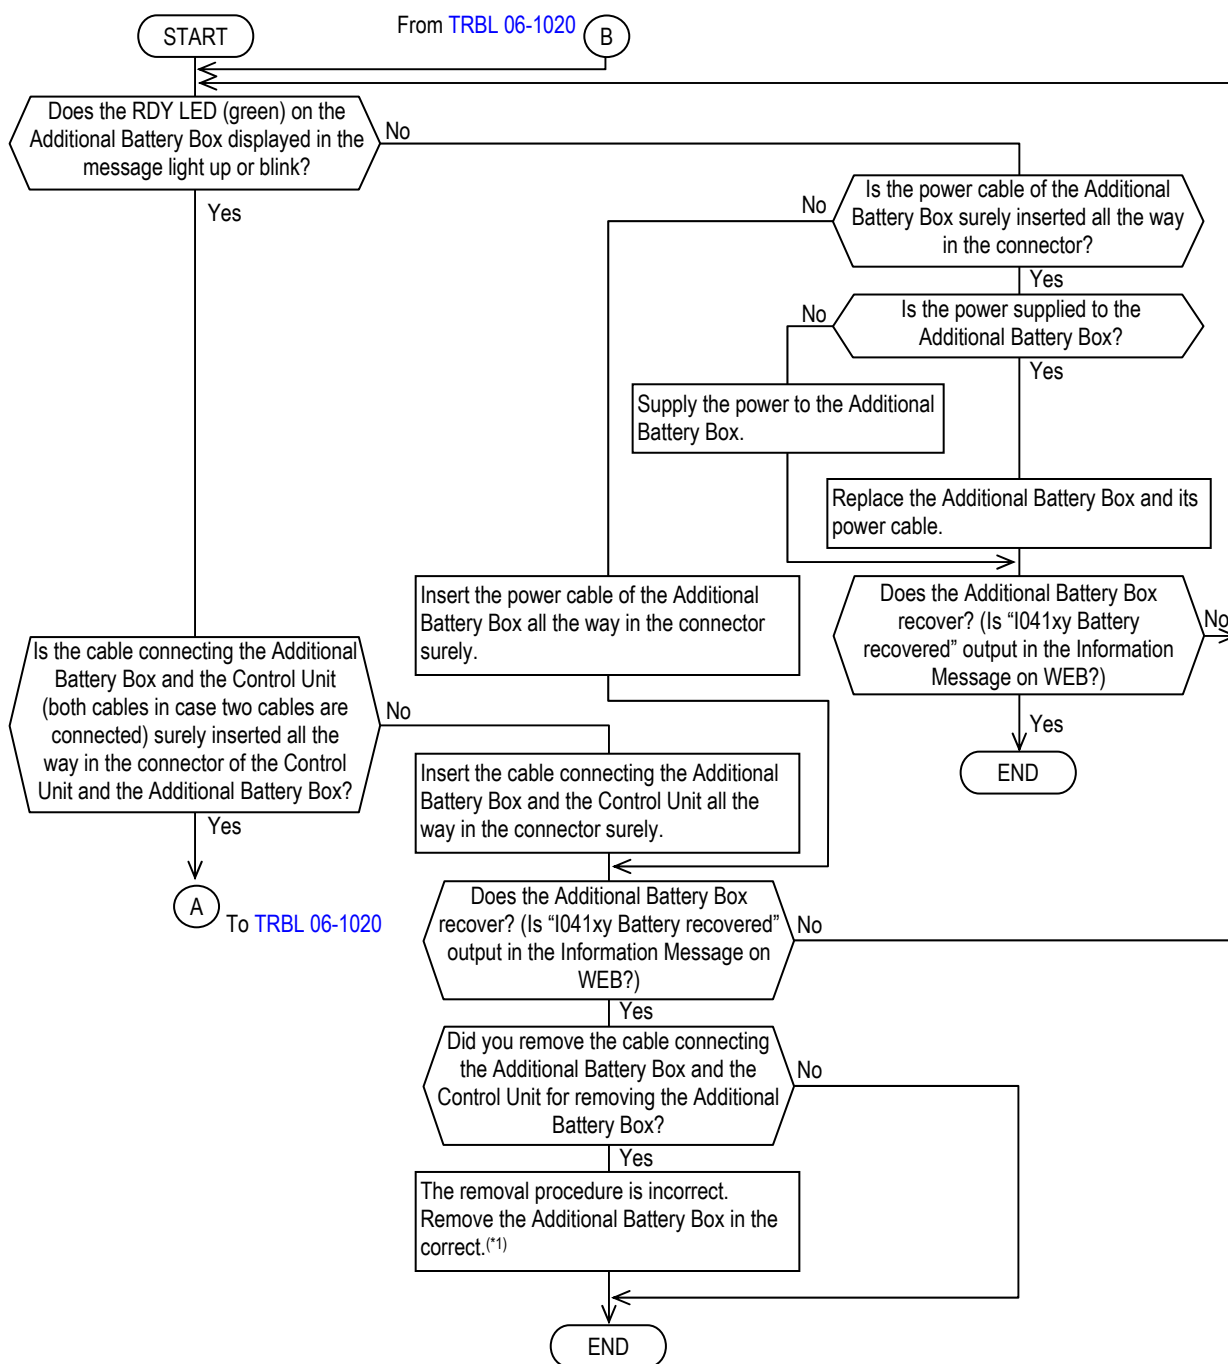 START
From TRBL 06-1020
B
Does the RDY LED (green) on the
Additional Battery Box displayed in the
message light up or blink?
No
Yes
Is the power cable of the Additional
Battery Box surely inserted all the way
in the connector?
No
Yes
Is the power supplied to the
Additional Battery Box?
No
Yes
Supply the power to the Additional
Battery Box.
Replace the Additional Battery Box and its
power cable.
Does the Additional Battery Box
recover? (Is “I041xy Battery
recovered” output in the Information
Message on WEB?)
No
Yes
END
Insert the power cable of the Additional
Battery Box all the way in the connector
surely.
Is the cable connecting the Additional
Battery Box and the Control Unit
(both cables in case two cables are
connected) surely inserted all the
way in the connector of the Control
Unit and the Additional Battery Box?
No
Yes
A
To TRBL 06-1020
Insert the cable connecting the Additional
Battery Box and the Control Unit all the
way in the connector surely.
Does the Additional Battery Box
recover? (Is “I041xy Battery recovered”
output in the Information Message on
WEB?)
No
Yes
Did you remove the cable connecting
the Additional Battery Box and the
Control Unit for removing the Additional
Battery Box?
No
Yes
The removal procedure is incorrect.
Remove the Additional Battery Box in the
correct.(*1)
END